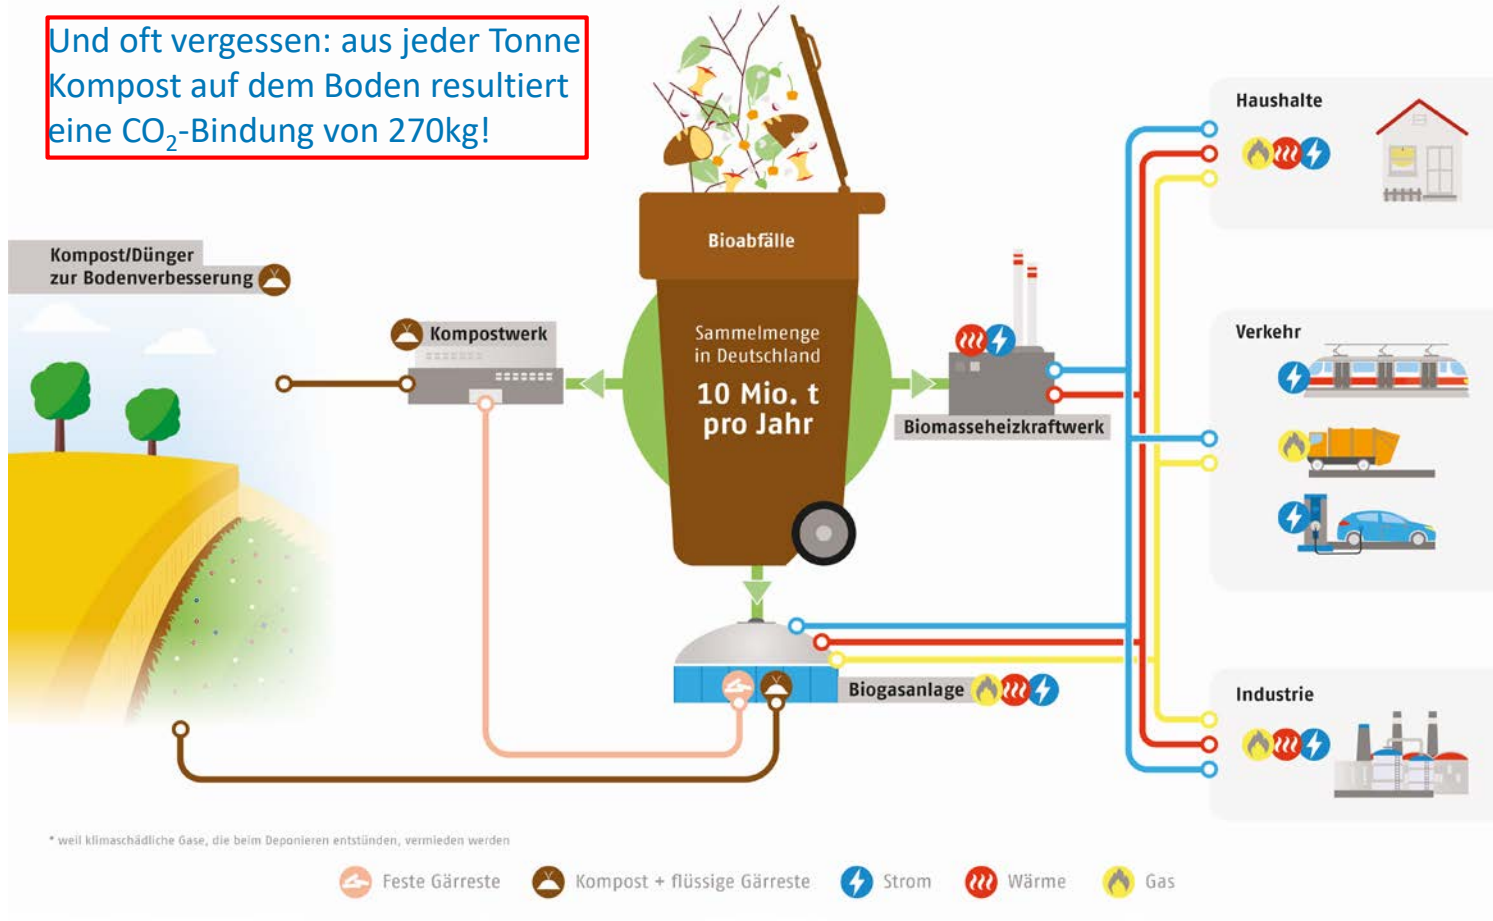 Und oft vergessen: aus jeder Tonne
Kompost auf dem Boden resultiert
eine CO₂-Bindung von 270kg!
Bioabfälle
Sammelmenge
in Deutschland
10 Mio. t
pro Jahr
Kompost/Dünger
zur Bodenverbesserung
Kompostwerk
Biomasseheizkraftwerk
Biogasanlage
Haushalte
Verkehr
Industrie
* weil klimaschädliche Gase, die beim Deponieren entstünden, vermieden werden
Feste Gärreste
Kompost + flüssige Gärreste
Strom
Wärme
Gas